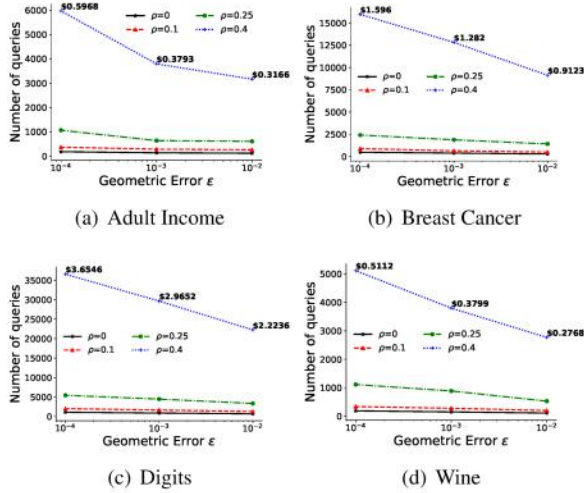 6000
5000
4000
3000
2000
1000
0
Number of queries
$0.5968
$0.3793
$0.3166
ρ=0
ρ=0.1
ρ=0.25
ρ=0.4
10⁻⁴
10⁻³
10⁻²
Geometric Error ε
(a) Adult Income
15000
12500
10000
7500
5000
2500
0
Number of queries
$1.596
$1.282
$0.9123
ρ=0
ρ=0.1
ρ=0.25
ρ=0.4
10⁻⁴
10⁻³
10⁻²
Geometric Error ε
(b) Breast Cancer
35000
30000
25000
20000
15000
10000
5000
0
Number of queries
$3.6546
$2.9652
$2.2236
ρ=0
ρ=0.1
ρ=0.25
ρ=0.4
10⁻⁴
10⁻³
10⁻²
Geometric Error ε
(c) Digits
5000
4000
3000
2000
1000
0
Number of queries
$0.5112
$0.3799
$0.2768
ρ=0
ρ=0.1
ρ=0.25
ρ=0.4
10⁻⁴
10⁻³
10⁻²
Geometric Error ε
(d) Wine